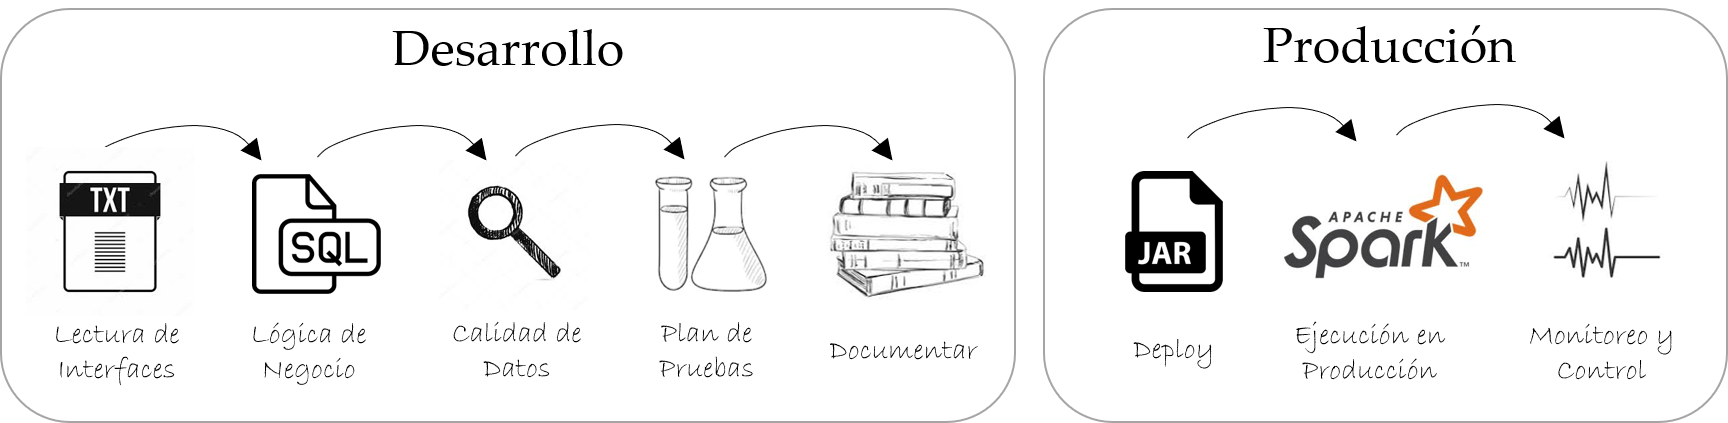 Desarrollo
TXT
SQL
Lectura de
Interfaces
Lógica de
Negocio
Calidad de
Datos
Plan de
Pruebas
Documentar
Producción
JAR
APACHE
Spark™
Deploy
Ejecución en
Producción
Monitoreo y
Control